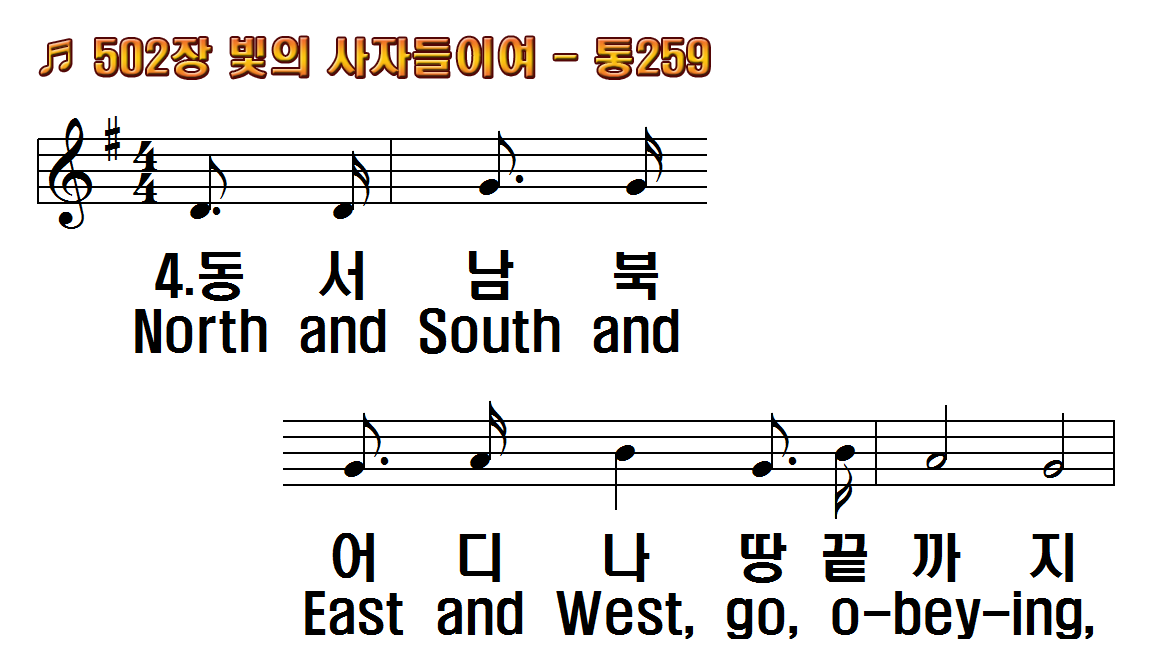 ♬ 502장 빛의 사자들이여 - 통259
4.동 서 남 북
North and South and
어 디 나 땅 끝 까 지
East and West, go, o-bey-ing,